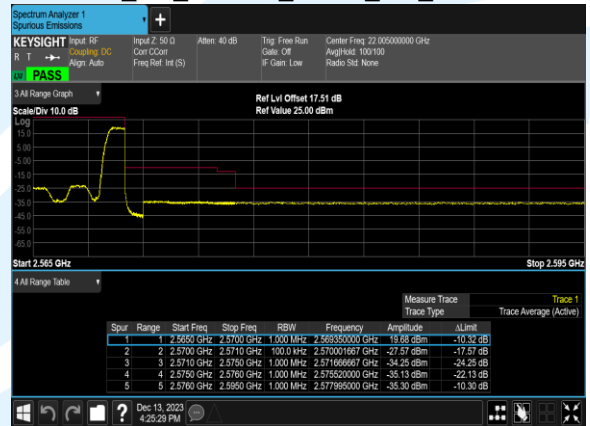 Spectrum Analyzer 1
Spurious Emissions
KEYSIGHT Input: RF Input Z: 50 Ω Atten: 40 dB Trig: Free Run Center Freq: 22.005000000 GHz
R T Coupling: DC Corr CCorr Gate: Off Avg|Hold: 100/100
Align: Auto Freq Ref: Int (S) IF Gain: Low Radio Std: None
PASS
3 All Range Graph
Ref Lvl Offset 17.51 dB
Scale/Div 10.0 dB Ref Value 25.00 dBm
Log
15.0
5.00
-5.00
-15.0
-25.0
-35.0
-45.0
-55.0
-65.0
Start 2.565 GHz Stop 2.595 GHz
4 All Range Table
Measure Trace Trace 1
Trace Type Trace Average (Active)
Spur Range Start Freq Stop Freq RBW Frequency Amplitude ΔLimit
1 1 2.5650 GHz 2.5700 GHz 1.000 MHz 2.569350000 GHz 19.68 dBm -10.32 dB
2 2 2.5700 GHz 2.5710 GHz 100.0 kHz 2.570001667 GHz -27.57 dBm -17.57 dB
3 3 2.5710 GHz 2.5750 GHz 1.000 MHz 2.571666667 GHz -34.25 dBm -24.25 dB
4 4 2.5750 GHz 2.5760 GHz 1.000 MHz 2.575520000 GHz -35.13 dBm -22.13 dB
5 5 2.5760 GHz 2.5950 GHz 1.000 MHz 2.577995000 GHz -35.30 dBm -10.30 dB
Dec 13, 2023
4:25:29 PM